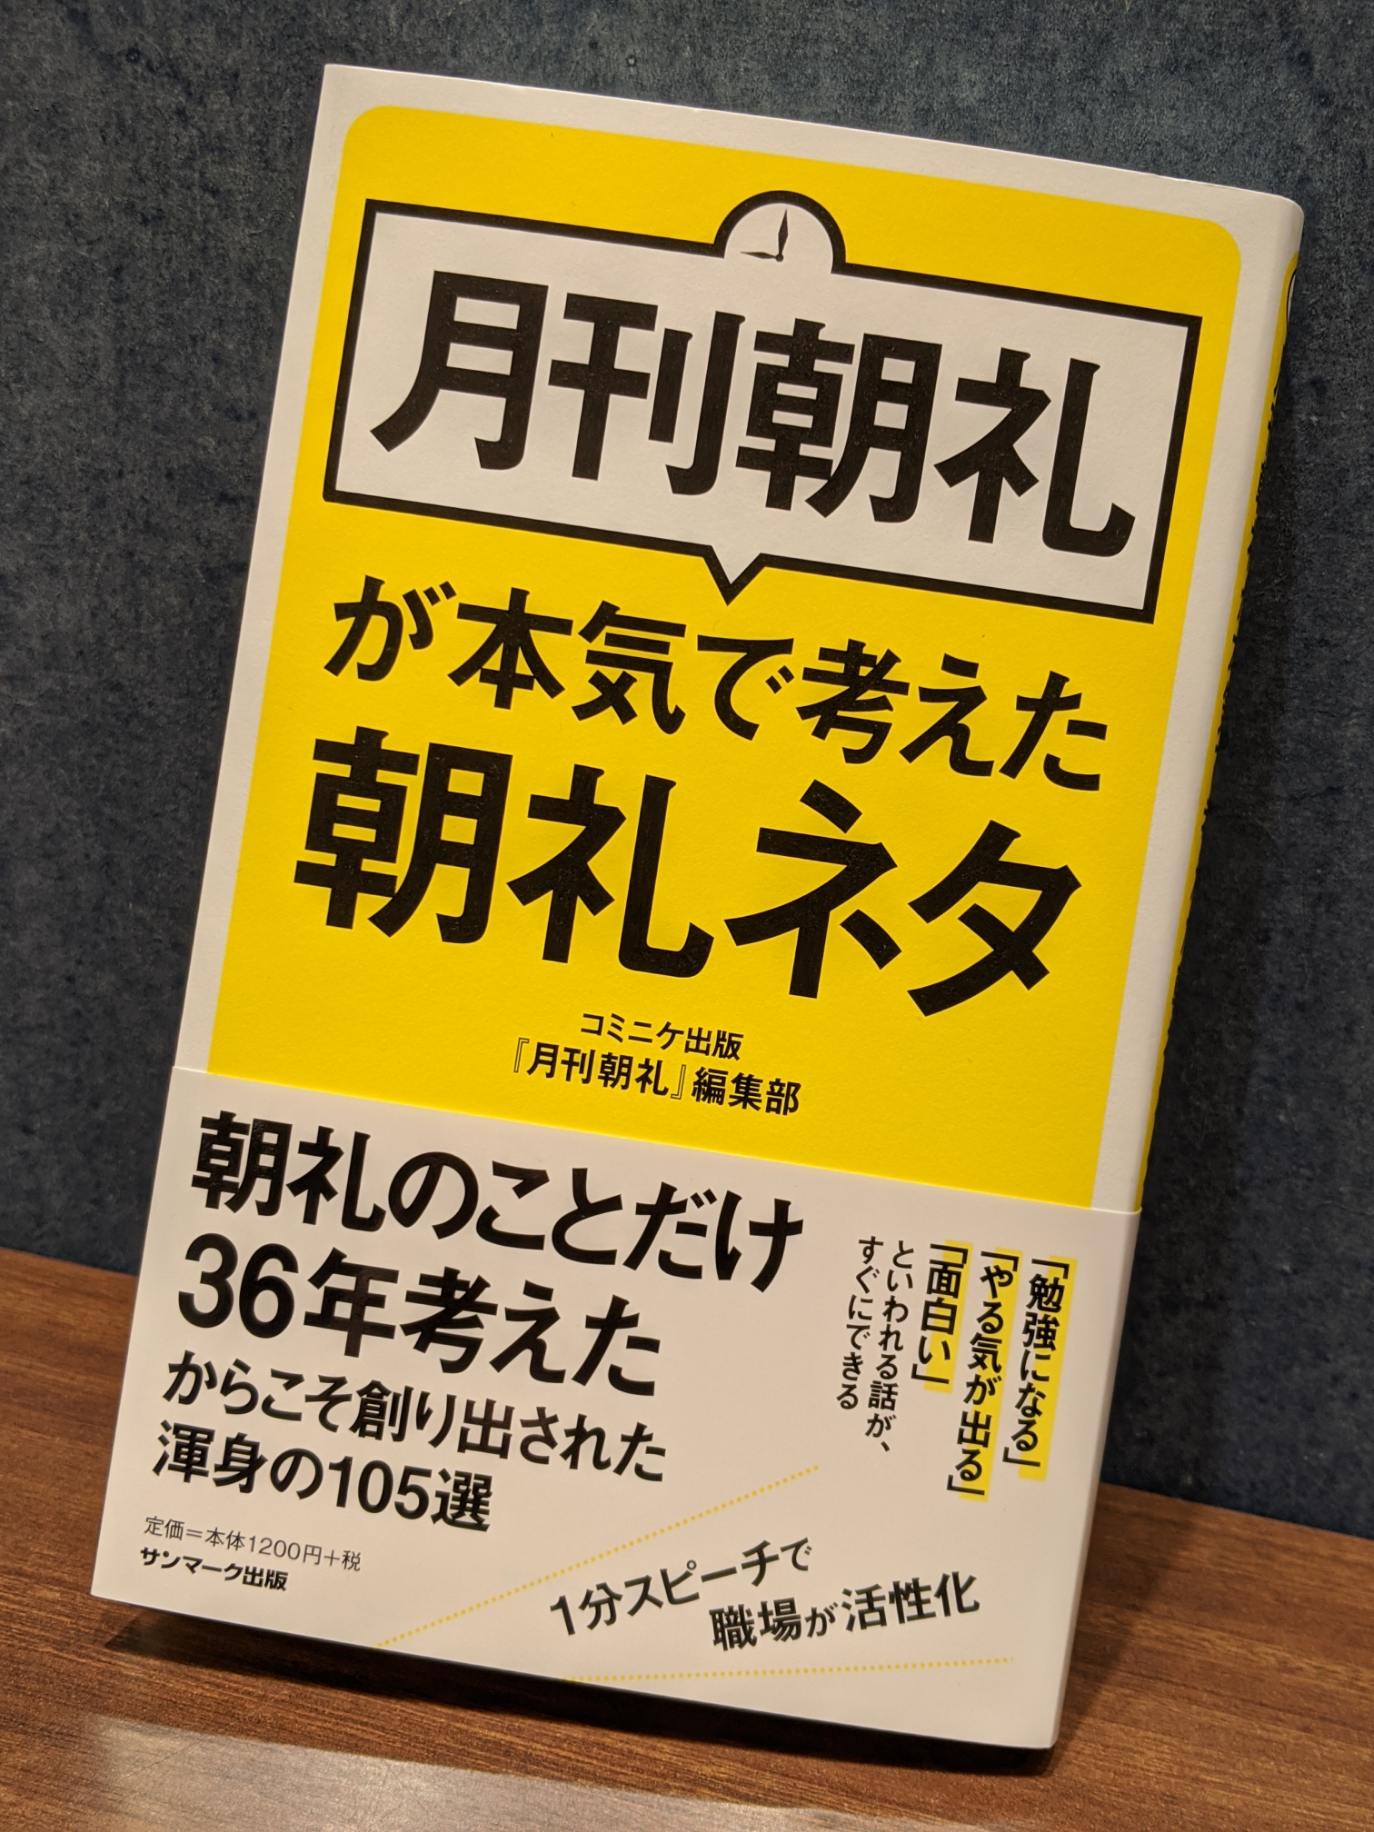 月刊朝礼
が本気で考えた
朝礼ネタ
コミニケ出版
『月刊朝礼』編集部
朝礼のことだけ
36年考えた
からこそ創り出された
渾身の105選
定価=本体1200円+税
サンマーク出版
「勉強になる」
「やる気が出る」
「面白い」
といわれる話が、
すぐにできる
1分スピーチで
職場が活性化